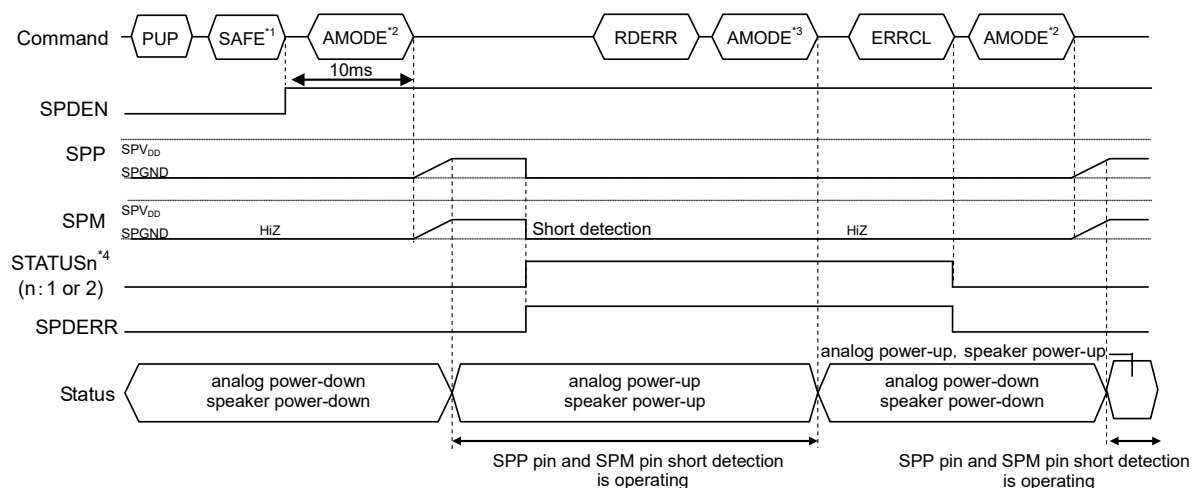 Command PUP SAFE*1 AMODE*2 RDERR AMODE*3 ERRCL AMODE*2
10ms
SPDEN
SPP SPVDD
SPGND
SPM SPVDD
SPGND HiZ Short detection HiZ
STATUSn*4
(n: 1 or 2)
SPDERR
analog power-up, speaker power-up
Status analog power-down analog power-up analog power-down
speaker power-down speaker power-up speaker power-down
SPP pin and SPM pin short detection SPP pin and SPM pin short detection
is operating is operating